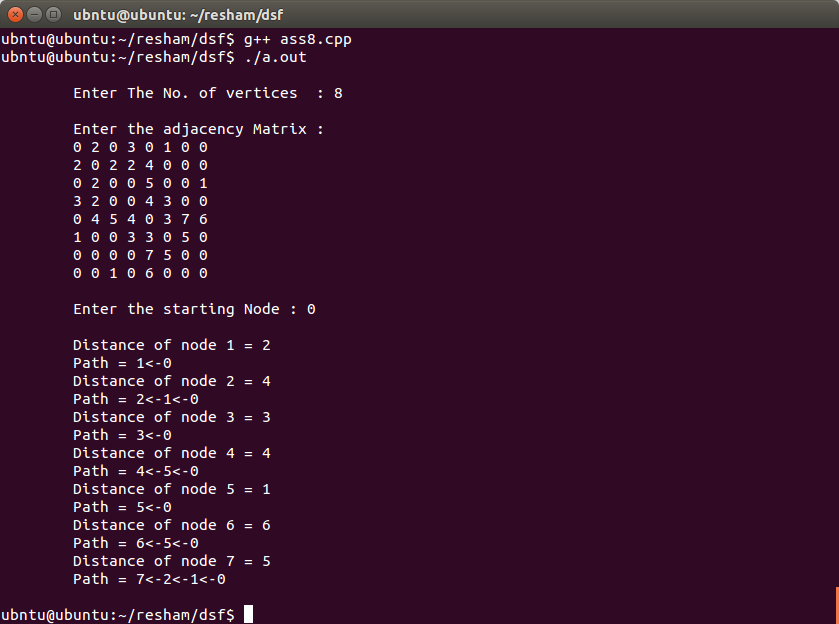 ubntu@ubuntu: ~/resham/dsf
ubntu@ubuntu:~/resham/dsf$ g++ ass8.cpp
ubntu@ubuntu:~/resham/dsf$ ./a.out
Enter The No. of vertices  : 8
Enter the adjacency Matrix :
0 2 0 3 0 1 0 0
2 0 2 2 4 0 0 0
0 2 0 0 5 0 0 1
3 2 0 0 4 3 0 0
0 4 5 4 0 3 7 6
1 0 0 3 3 0 5 0
0 0 0 0 7 5 0 0
0 0 1 0 6 0 0 0
Enter the starting Node : 0
Distance of node 1 = 2
Path = 1<-0
Distance of node 2 = 4
Path = 2<-1<-0
Distance of node 3 = 3
Path = 3<-0
Distance of node 4 = 4
Path = 4<-5<-0
Distance of node 5 = 1
Path = 5<-0
Distance of node 6 = 6
Path = 6<-5<-0
Distance of node 7 = 5
Path = 7<-2<-1<-0
ubntu@ubuntu:~/resham/dsf$